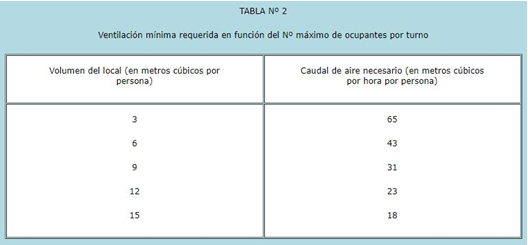 TABLA Nº 2
Ventilación mínima requerida en función del Nº máximo de ocupantes por turno
Volumen del local (en metros cúbicos por
persona)
Caudal de aire necesario (en metros cúbicos
por hora por persona)
3 65
6 43
9 31
12 23
15 18